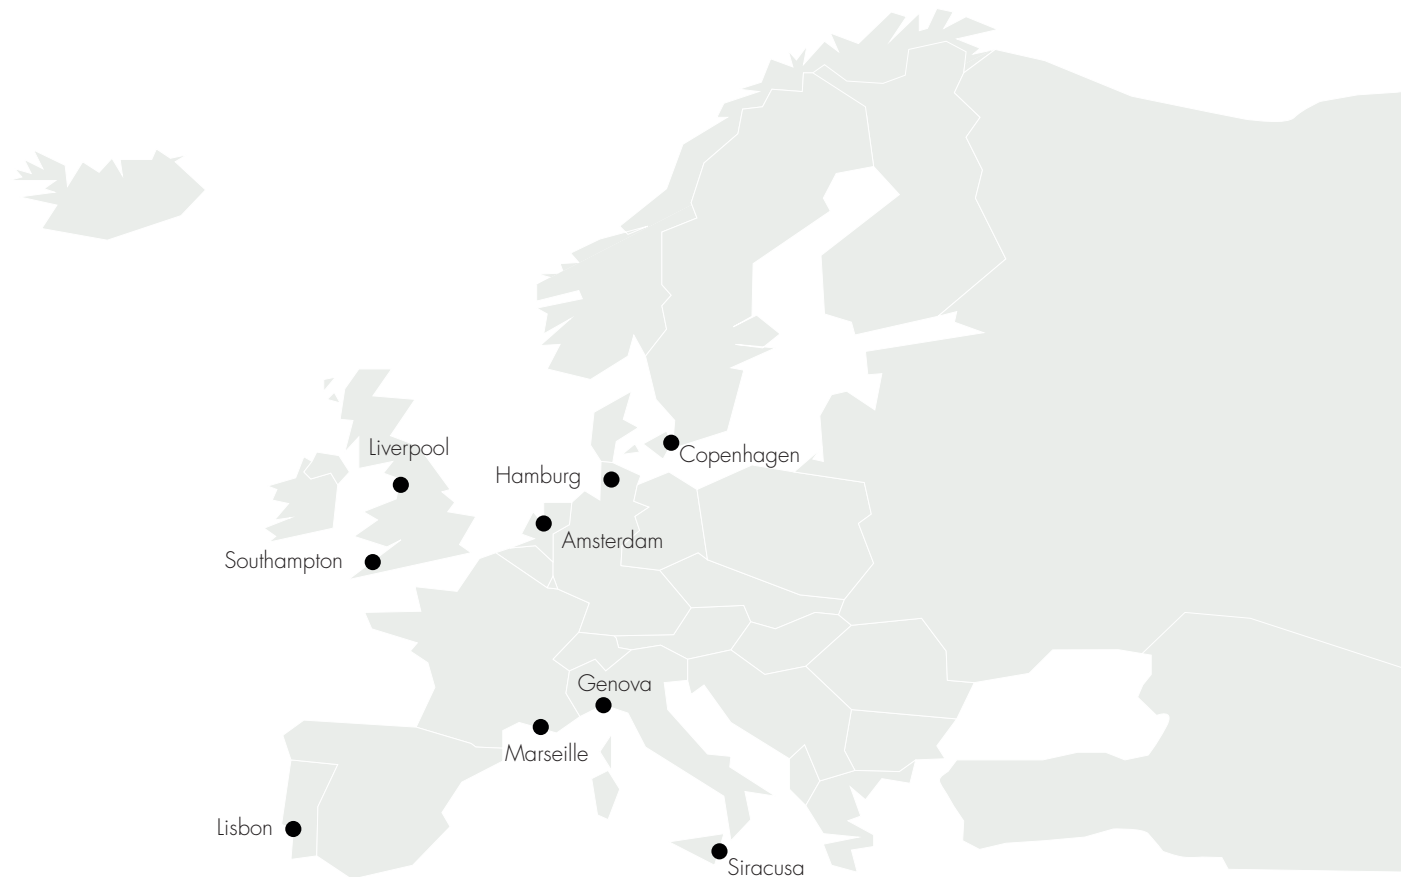 Liverpool
Copenhagen
Hamburg
Amsterdam
Southampton
Genova
Marseille
Lisbon
Siracusa